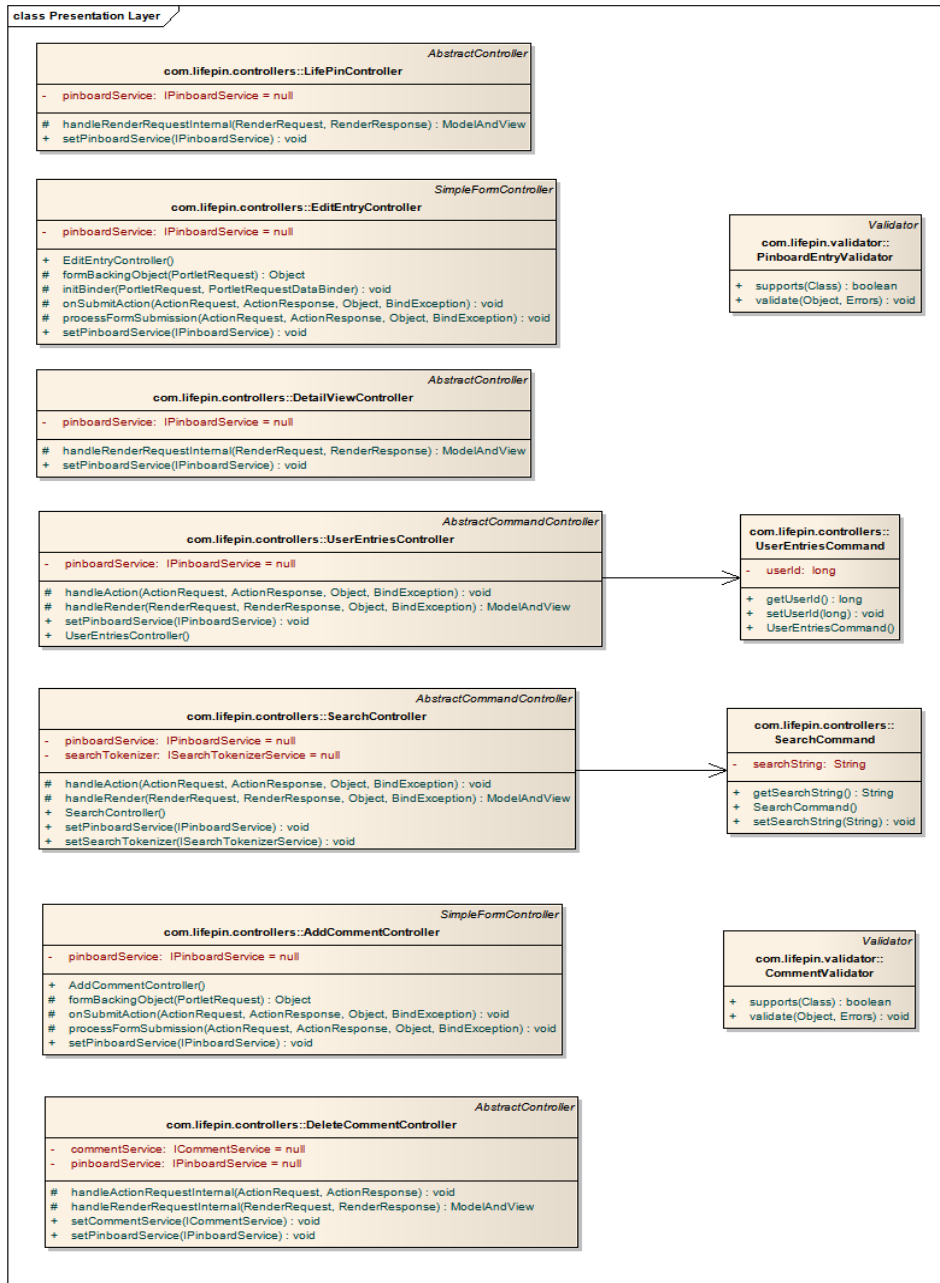 class Presentation Layer
AbstractController
com.lifepin.controllers::LifePinController
- pinboardService: IPinboardService = null
# handleRenderRequestInternal(RenderRequest, RenderResponse) : ModelAndView
+ setPinboardService(IPinboardService) : void
SimpleFormController
com.lifepin.controllers::EditEntryController
- pinboardService: IPinboardService = null
+ EditEntryController()
# formBackingObject(PortletRequest) : Object
# initBinder(PortletRequest, PortletRequestDataBinder) : void
# onSubmitAction(ActionRequest, ActionResponse, Object, BindException) : void
# processFormSubmission(ActionRequest, ActionResponse, Object, BindException) : void
+ setPinboardService(IPinboardService) : void
Validator
com.lifepin.validator::
PinboardEntryValidator
+ supports(Class) : boolean
+ validate(Object, Errors) : void
AbstractController
com.lifepin.controllers::DetailViewController
- pinboardService: IPinboardService = null
# handleRenderRequestInternal(RenderRequest, RenderResponse) : ModelAndView
+ setPinboardService(IPinboardService) : void
AbstractCommandController
com.lifepin.controllers::UserEntriesController
- pinboardService: IPinboardService = null
# handleAction(ActionRequest, ActionResponse, Object, BindException) : void
# handleRender(RenderRequest, RenderResponse, Object, BindException) : ModelAndView
+ setPinboardService(IPinboardService) : void
+ UserEntriesController()
com.lifepin.controllers::
UserEntriesCommand
- userId: long
+ getUserId() : long
+ setUserId(long) : void
+ UserEntriesCommand()
AbstractCommandController
com.lifepin.controllers::SearchController
- pinboardService: IPinboardService = null
- searchTokenizer: ISearchTokenizerService = null
# handleAction(ActionRequest, ActionResponse, Object, BindException) : void
# handleRender(RenderRequest, RenderResponse, Object, BindException) : ModelAndView
+ SearchController()
+ setPinboardService(IPinboardService) : void
+ setSearchTokenizer(ISearchTokenizerService) : void
com.lifepin.controllers::
SearchCommand
- searchString: String
+ getSearchString() : String
+ SearchCommand()
+ setSearchString(String) : void
SimpleFormController
com.lifepin.controllers::AddCommentController
- pinboardService: IPinboardService = null
+ AddCommentController()
# formBackingObject(PortletRequest) : Object
# onSubmitAction(ActionRequest, ActionResponse, Object, BindException) : void
# processFormSubmission(ActionRequest, ActionResponse, Object, BindException) : void
+ setPinboardService(IPinboardService) : void
Validator
com.lifepin.validator::
CommentValidator
+ supports(Class) : boolean
+ validate(Object, Errors) : void
AbstractController
com.lifepin.controllers::DeleteCommentController
- commentService: ICommentService = null
- pinboardService: IPinboardService = null
# handleActionRequestInternal(ActionRequest, ActionResponse) : void
# handleRenderRequestInternal(RenderRequest, RenderResponse) : ModelAndView
+ setCommentService(ICommentService) : void
+ setPinboardService(IPinboardService) : void